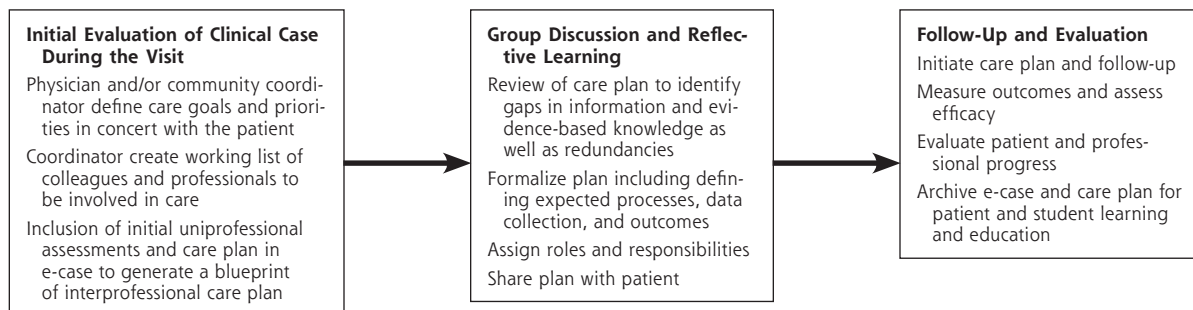 Initial Evaluation of Clinical Case
During the Visit
Physician and/or community coordi-
nator define care goals and priori-
ties in concert with the patient
Coordinator create working list of
colleagues and professionals to
be involved in care
Inclusion of initial uniprofessional
assessments and care plan in
e-case to generate a blueprint
of interprofessional care plan
Group Discussion and Reflec-
tive Learning
Review of care plan to identify
gaps in information and evi-
dence-based knowledge as
well as redundancies
Formalize plan including defin-
ing expected processes, data
collection, and outcomes
Assign roles and responsibilities
Share plan with patient
Follow-Up and Evaluation
Initiate care plan and follow-up
Measure outcomes and assess
efficacy
Evaluate patient and profes-
sional progress
Archive e-case and care plan for
patient and student learning
and education